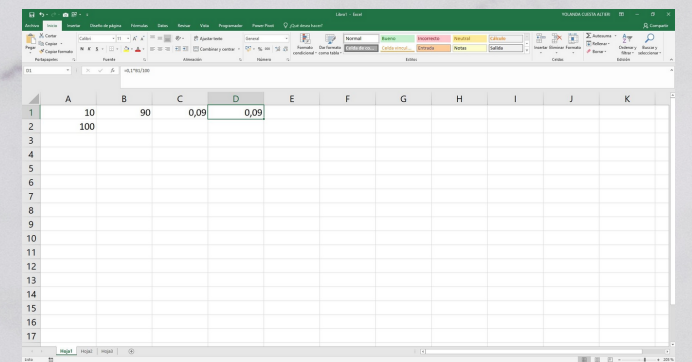 Libro1 - Excel
YOLANDA CUESTA ALTIERI
Archivo Inicio Insertar Diseño de página Fórmulas Datos Revisar Vista Programador Power Pivot ¿Qué desea hacer? Compartir
Cortar
Copiar
Copiar formato
Pegar
Calibri 11
N K S
Ajustar texto
Combinar y centrar
General
Formato condicional
Dar formato como tabla
Normal Bueno Incorrecto Neutral Cálculo
Celda de co... Celda vincul... Entrada Notas Salida
Insertar Eliminar Formato
Autosuma
Rellenar
Borrar
Ordenar y filtrar
Buscar y seleccionar
Portapapeles Fuente Alineación Número Estilos Celdas
D1
A B C D E F G H I J K
1 10 90 0,09 0,09
2 100
3
4
5
6
7
8
9
10
11
12
13
14
15
16
17
Hoja1 Hoja2 Hoja3
Listo